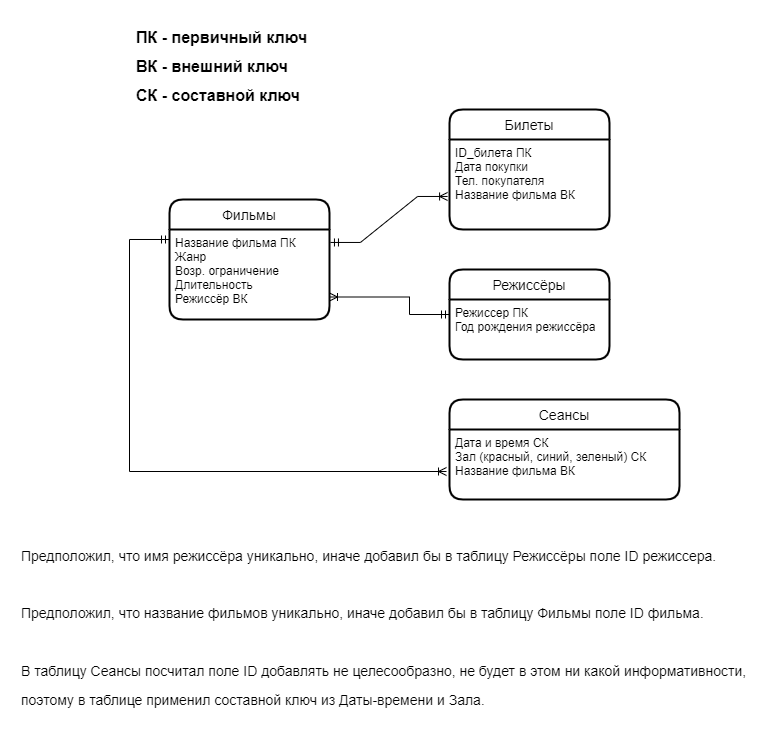 ПК - первичный ключ
ВК - внешний ключ
СК - составной ключ
Билеты
ID_билета ПК
Дата покупки
Тел. покупателя
Название фильма ВК
Фильмы
Название фильма ПК
Жанр
Возр. ограничение
Длительность
Режиссёр ВК
Режиссёры
Режиссер ПК
Год рождения режиссёра
Сеансы
Дата и время СК
Зал (красный, синий, зеленый) СК
Название фильма ВК
Предположил, что имя режиссёра уникально, иначе добавил бы в таблицу Режиссёры поле ID режиссера.
Предположил, что название фильмов уникально, иначе добавил бы в таблицу Фильмы поле ID фильма.
В таблицу Сеансы посчитал поле ID добавлять не целесообразно, не будет в этом ни какой информативности,
поэтому в таблице применил составной ключ из Даты-времени и Зала.